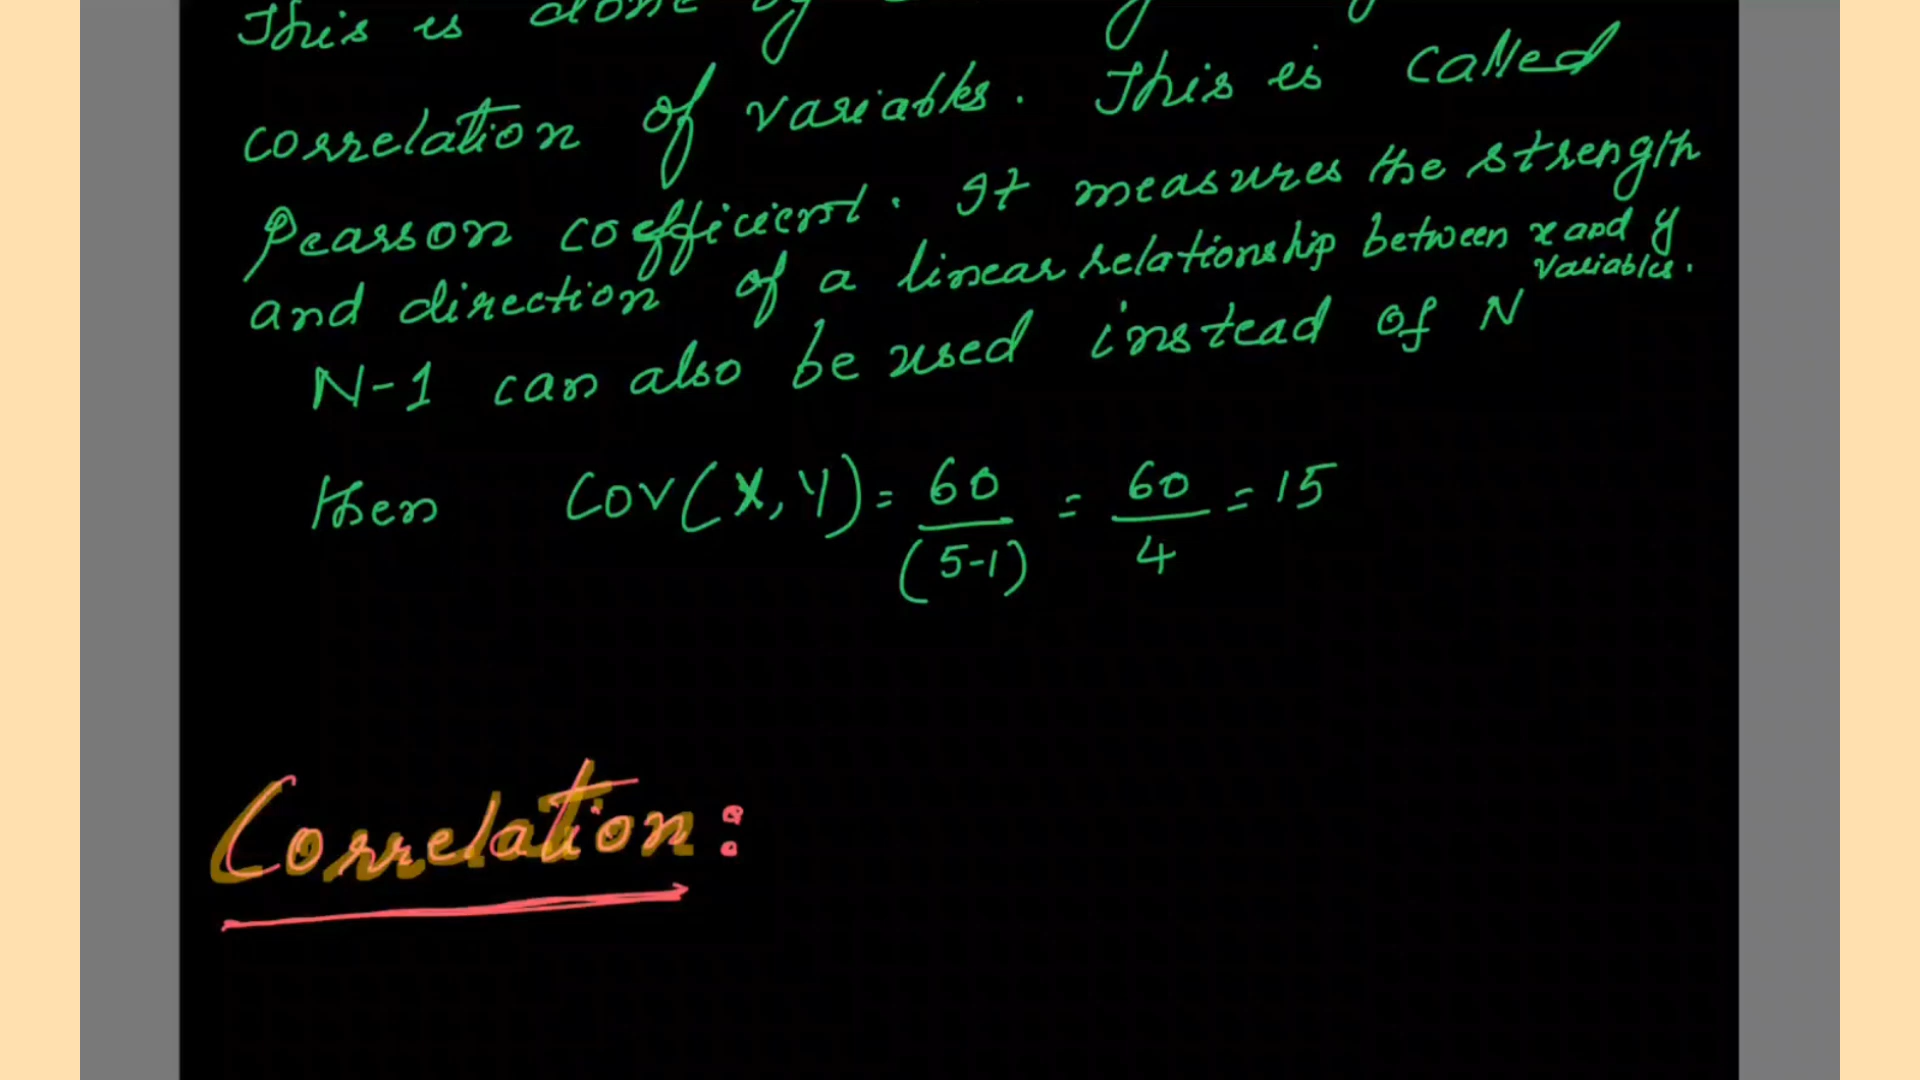 This is done by
correlation of variables. This is called
Pearson coefficient. It measures the strength
and direction of a linear relationship between x and y
variables.
N-1 can also be used instead of N
then Cov(X,Y) = 60/(5-1) = 60/4 = 15
Correlation: